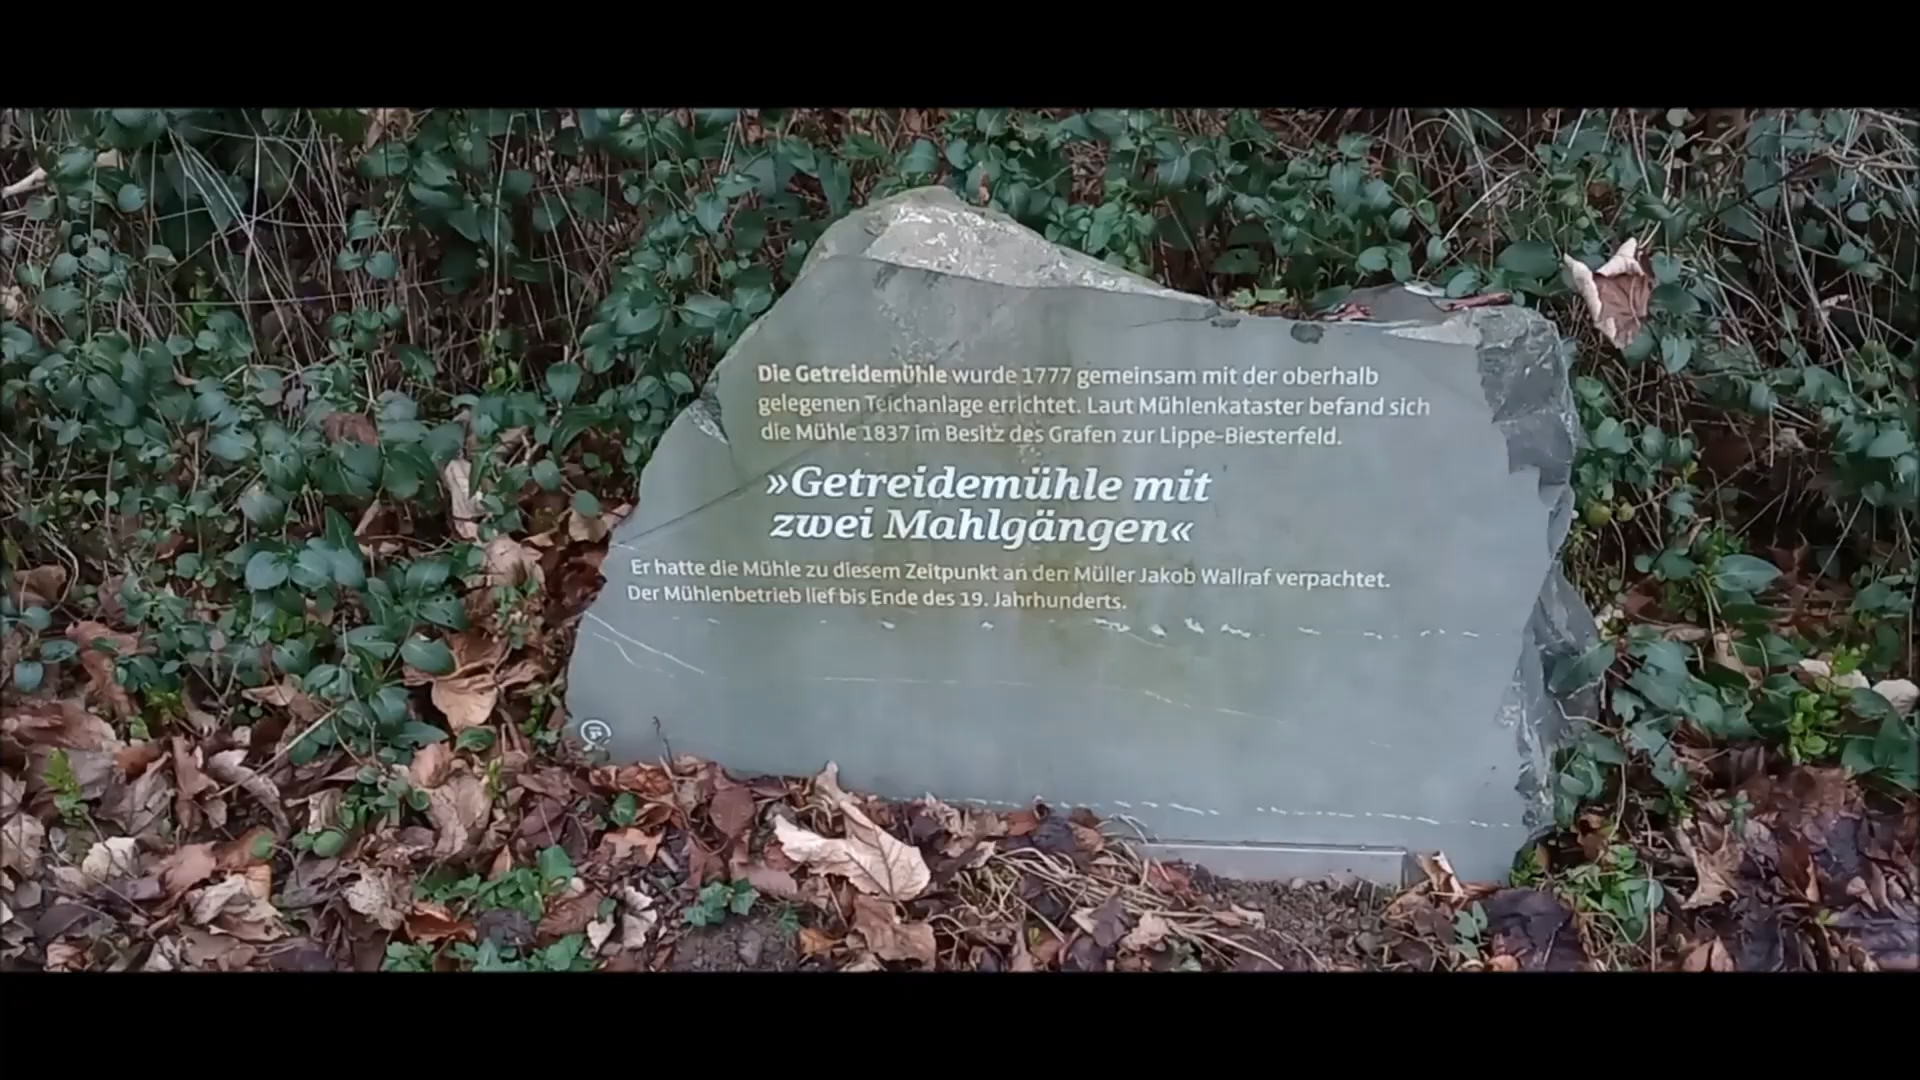 Die Getreidemühle wurde 1777 gemeinsam mit der oberhalb
gelegenen Teichanlage errichtet. Laut Mühlenkataster befand sich
die Mühle 1837 im Besitz des Grafen zur Lippe-Biesterfeld.
»Getreidemühle mit
zwei Mahlgängen«
Er hatte die Mühle zu diesem Zeitpunkt an den Müller Jakob Wallraf verpachtet.
Der Mühlenbetrieb lief bis Ende des 19. Jahrhunderts.